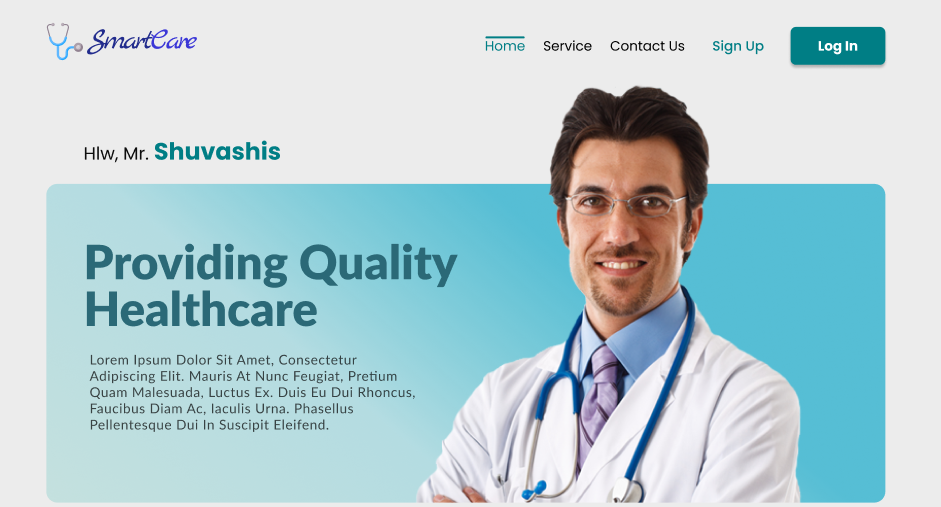 SmartCare
Home Service Contact Us Sign Up Log In
Hlw, Mr. Shuvashis
Providing Quality
Healthcare
Lorem Ipsum Dolor Sit Amet, Consectetur
Adipiscing Elit. Mauris At Nunc Feugiat, Pretium
Quam Malesuada, Luctus Ex. Duis Eu Dui Rhoncus,
Faucibus Diam Ac, Iaculis Urna. Phasellus
Pellentesque Dui In Suscipit Eleifend.